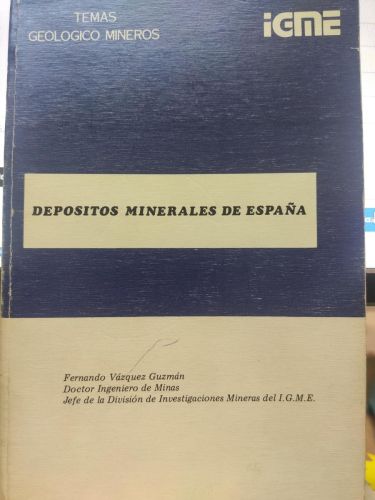 TEMAS
GEOLOGICO MINEROS
IGME
DEPOSITOS MINERALES DE ESPAÑA
Fernando Vázquez Guzmán
Doctor Ingeniero de Minas
Jefe de la División de Investigaciones Mineras del I.G.M.E.